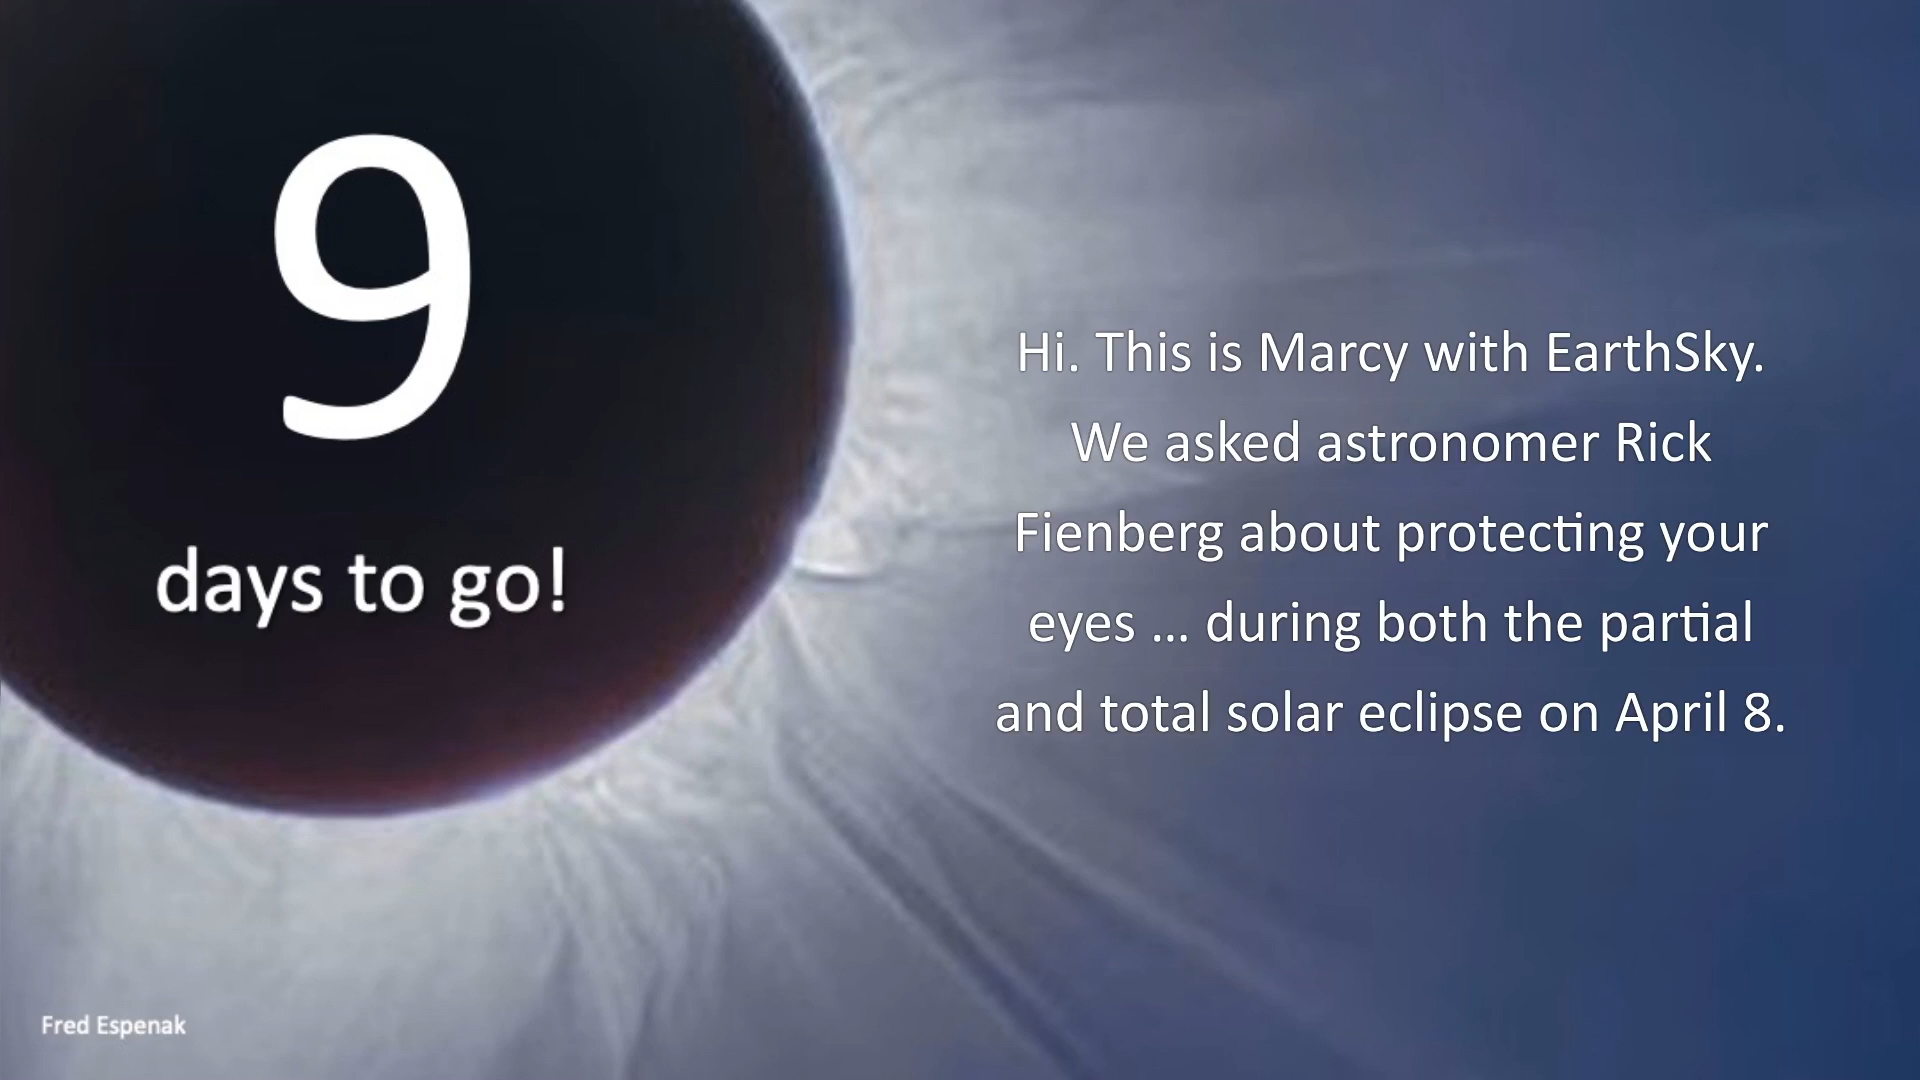 9
days to go!
Hi. This is Marcy with EarthSky.
We asked astronomer Rick
Fienberg about protecting your
eyes ... during both the partial
and total solar eclipse on April 8.
Fred Espenak